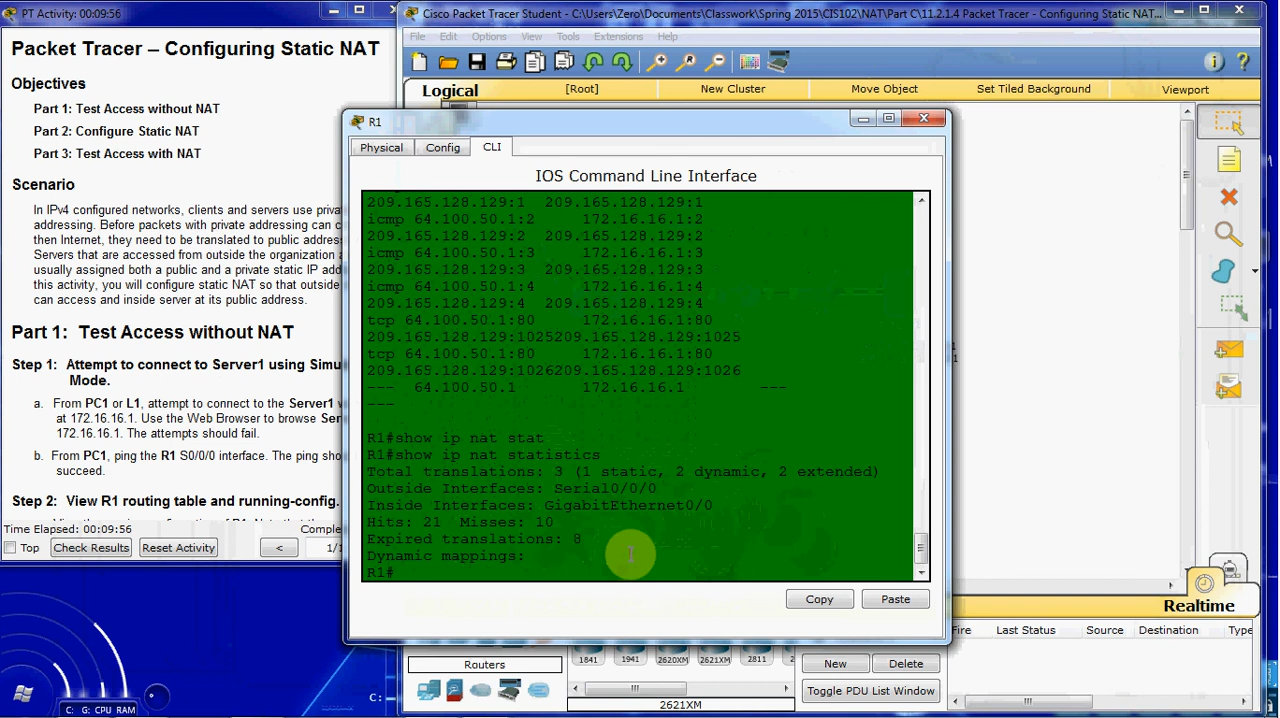 PT Activity: 00:09:56
Packet Tracer – Configuring Static NAT
Objectives
Part 1: Test Access without NAT
Part 2: Configure Static NAT
Part 3: Test Access with NAT
Scenario
In IPv4 configured networks, clients and servers use
addressing. Before packets with private addressing can
then Internet, they need to be translated to public
Servers that are accessed from outside the organization
usually assigned both a public and a private static IP
this activity, you will configure static NAT so that outside
can access and inside server at its public address.
Part 1: Test Access without NAT
Step 1: Attempt to connect to Server1 using
Mode.
a. From PC1 or L1, attempt to connect to the Server1
at 172.16.16.1. Use the Web Browser to browse
172.16.16.1. The attempts should fail.
b. From PC1, ping the R1 S0/0/0 interface. The ping
succeed.
Step 2: View R1 routing table and running-config.
Time Elapsed: 00:09:56
Top
Check Results
Reset Activity
<
1/1
Cisco Packet Tracer Student - C:\Users\Zero\Documents\Classwork\Spring 2015\CIS102\NAT\Part C\11.2.1.4 Packet Tracer - Configuring Static NAT...
File Edit Options View Tools Extensions Help
Logical
[Root]
New Cluster
Move Object
Set Tiled Background
Viewport
R1
Physical
Config
CLI
IOS Command Line Interface
209.165.128.129:1 209.165.128.129:1
icmp 64.100.50.1:2 172.16.16.1:2
209.165.128.129:2 209.165.128.129:2
icmp 64.100.50.1:3 172.16.16.1:3
209.165.128.129:3 209.165.128.129:3
icmp 64.100.50.1:4 172.16.16.1:4
209.165.128.129:4 209.165.128.129:4
tcp 64.100.50.1:80 172.16.16.1:80
209.165.128.129:1025209.165.128.129:1025
tcp 64.100.50.1:80 172.16.16.1:80
209.165.128.129:1026209.165.128.129:1026
--- 64.100.50.1 172.16.16.1 ---
---
R1#show ip nat stat
R1#show ip nat statistics
Total translations: 3 (1 static, 2 dynamic, 2 extended)
Outside Interfaces: Serial0/0/0
Inside Interfaces: GigabitEthernet0/0
Hits: 21 Misses: 10
Expired translations: 8
Dynamic mappings:
R1#
Copy
Paste
Realtime
Fire
Last Status
Source
Destination
Type
Routers
1841
1941
2620XM
2621XM
2811
2
New
Delete
Toggle PDU List Window
2621XM
C: G: CPU RAM
C: